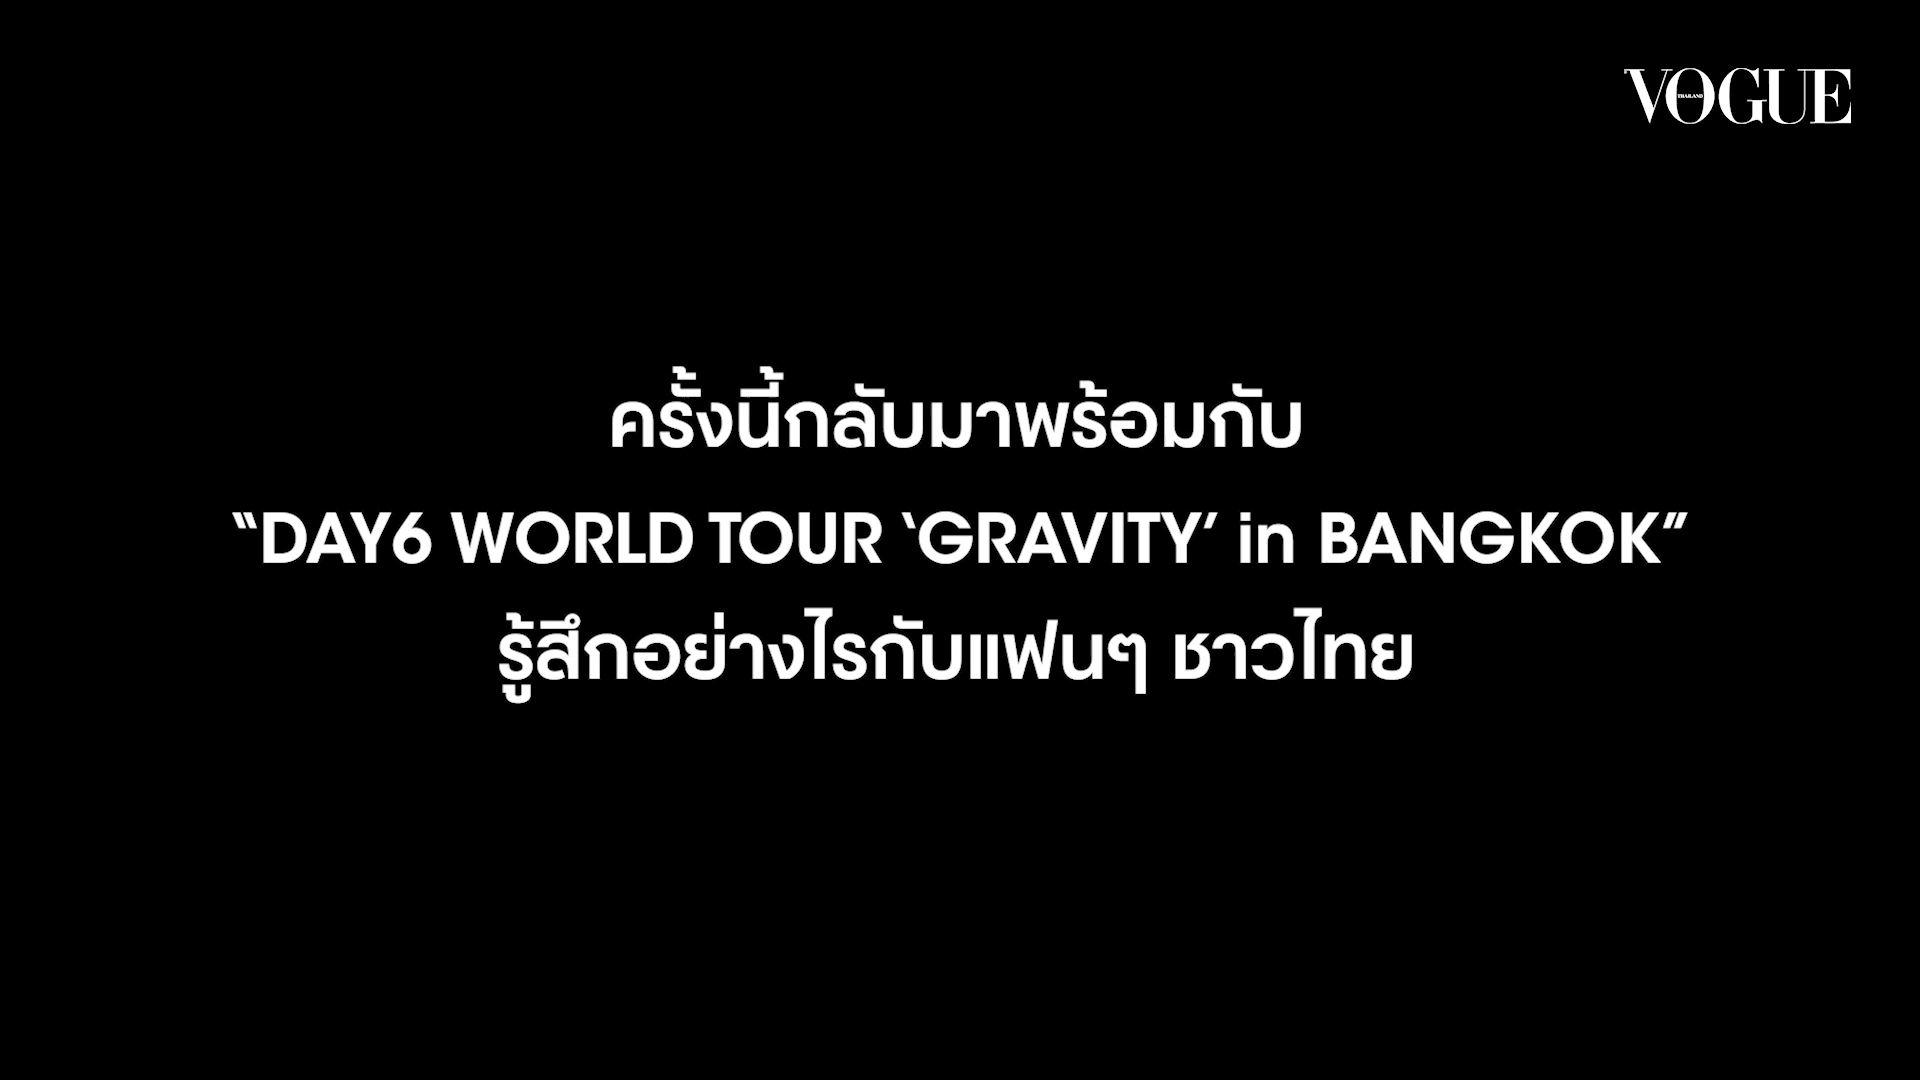 VOGUE
THAILAND
ครั้งนี้กลับมาพร้อมกับ
“DAY6 WORLD TOUR ‘GRAVITY’ in BANGKOK”
รู้สึกอย่างไรกับแฟนๆ ชาวไทย